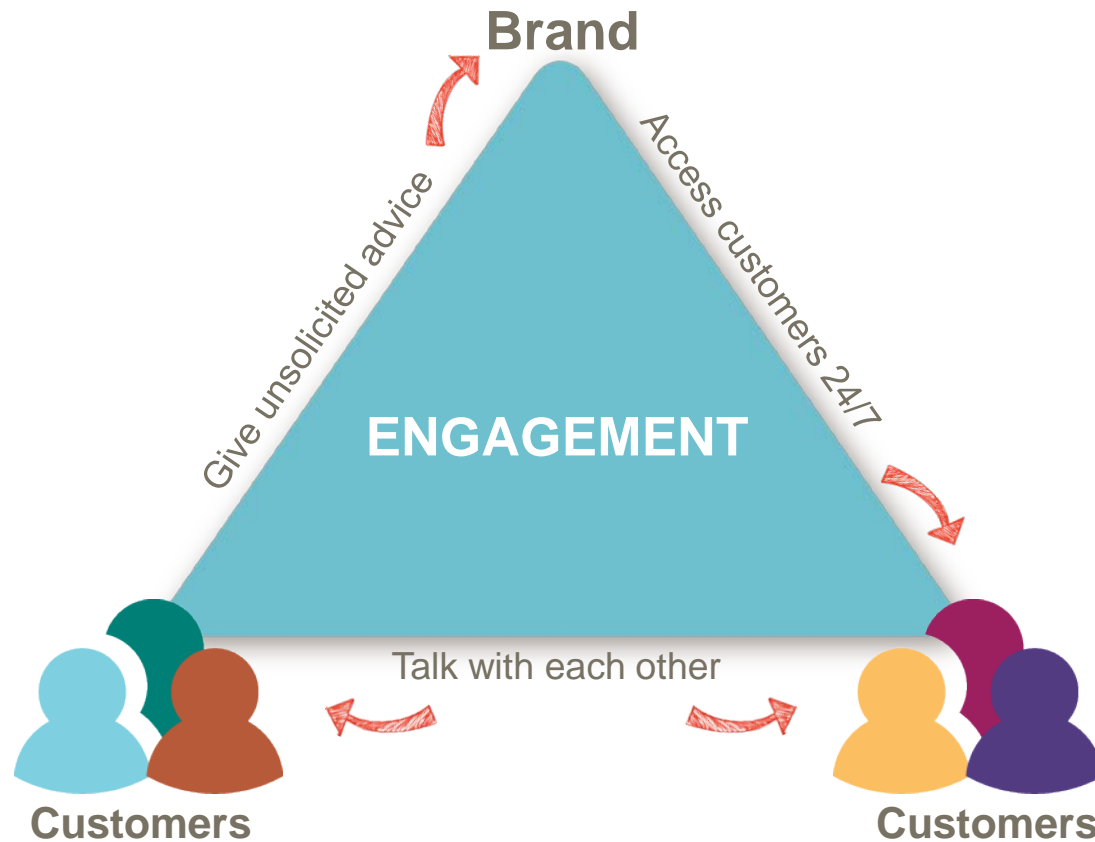 Brand
Give unsolicited advice
Access customers 24/7
ENGAGEMENT
Talk with each other
Customers
Customers